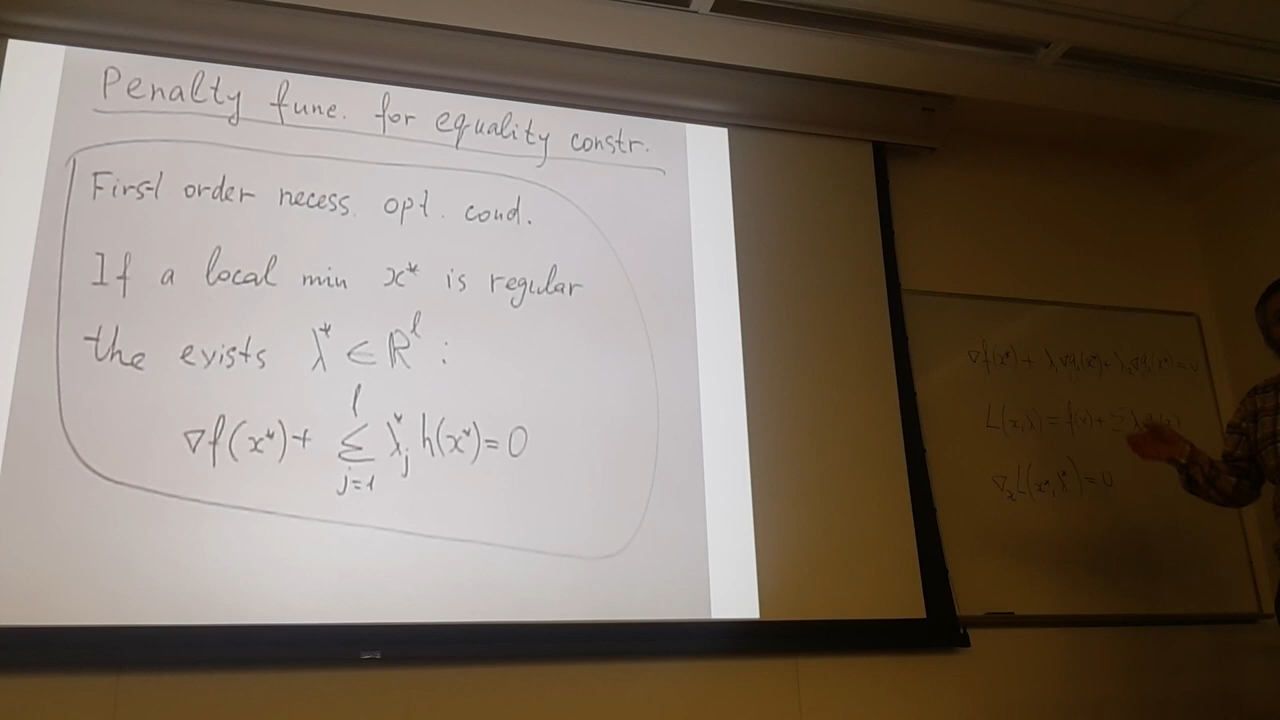 Penalty func. for equality constr.
First order necess. opt. cond.
If a local min x* is regular
the exists λ* ∈ R^l :
∇f(x*) + Σ_{j=1}^{l} λ*_j h(x*) = 0
∇f(x*) + λ₁∇g₁(x*) + λ₂∇g₂(x*) = 0
L(x,λ) = f(x) + Σ λ g(x)
∇ₓL(x*,λ*) = 0